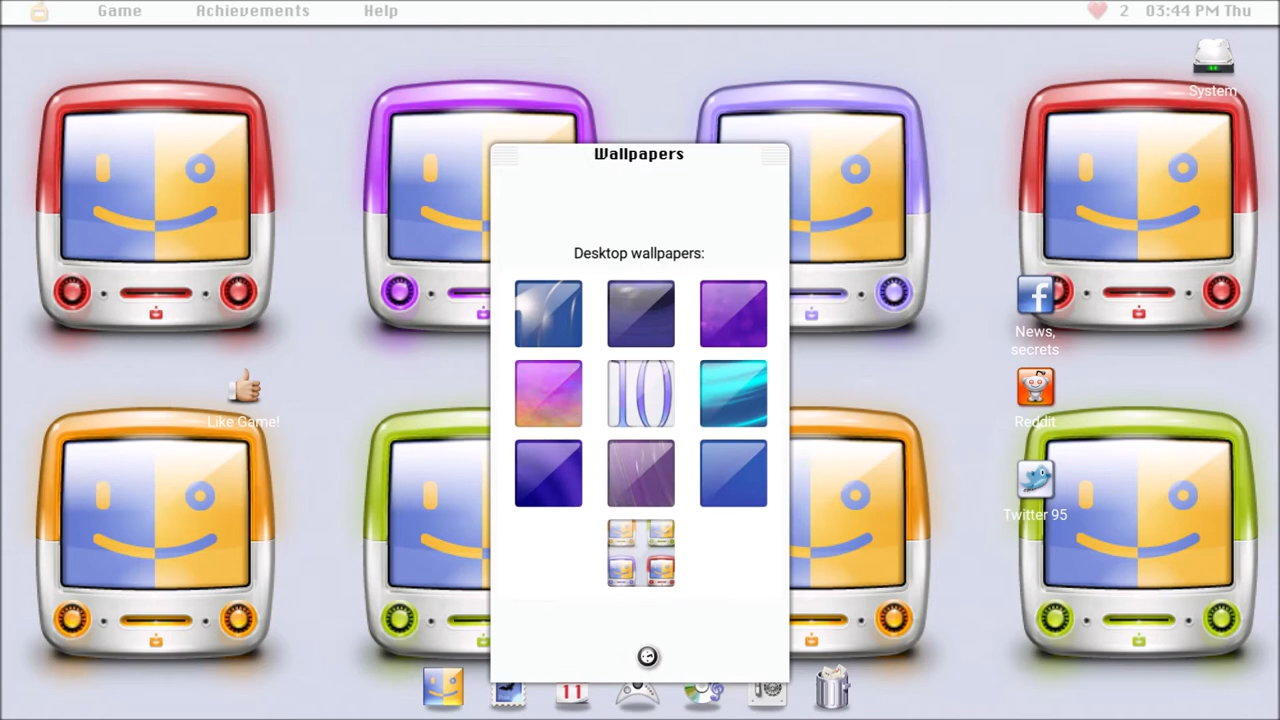 Game Achievements Help 2 03:44 PM Thu
System
Wallpapers
Desktop wallpapers:
10
News,
secrets
Like Game!
Reddit
Twitter 95
11